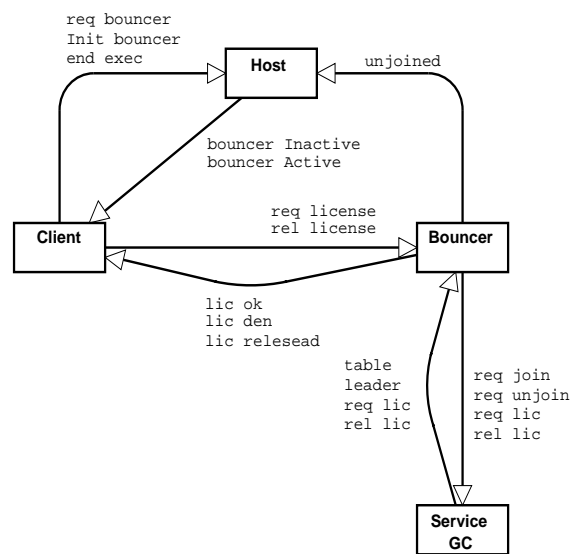 req bouncer
Init bouncer
end exec
Host
unjoined
bouncer Inactive
bouncer Active
req license
rel license
Client
Bouncer
lic ok
lic den
lic relesead
table
leader
req lic
rel lic
req join
req unjoin
req lic
rel lic
Service
GC